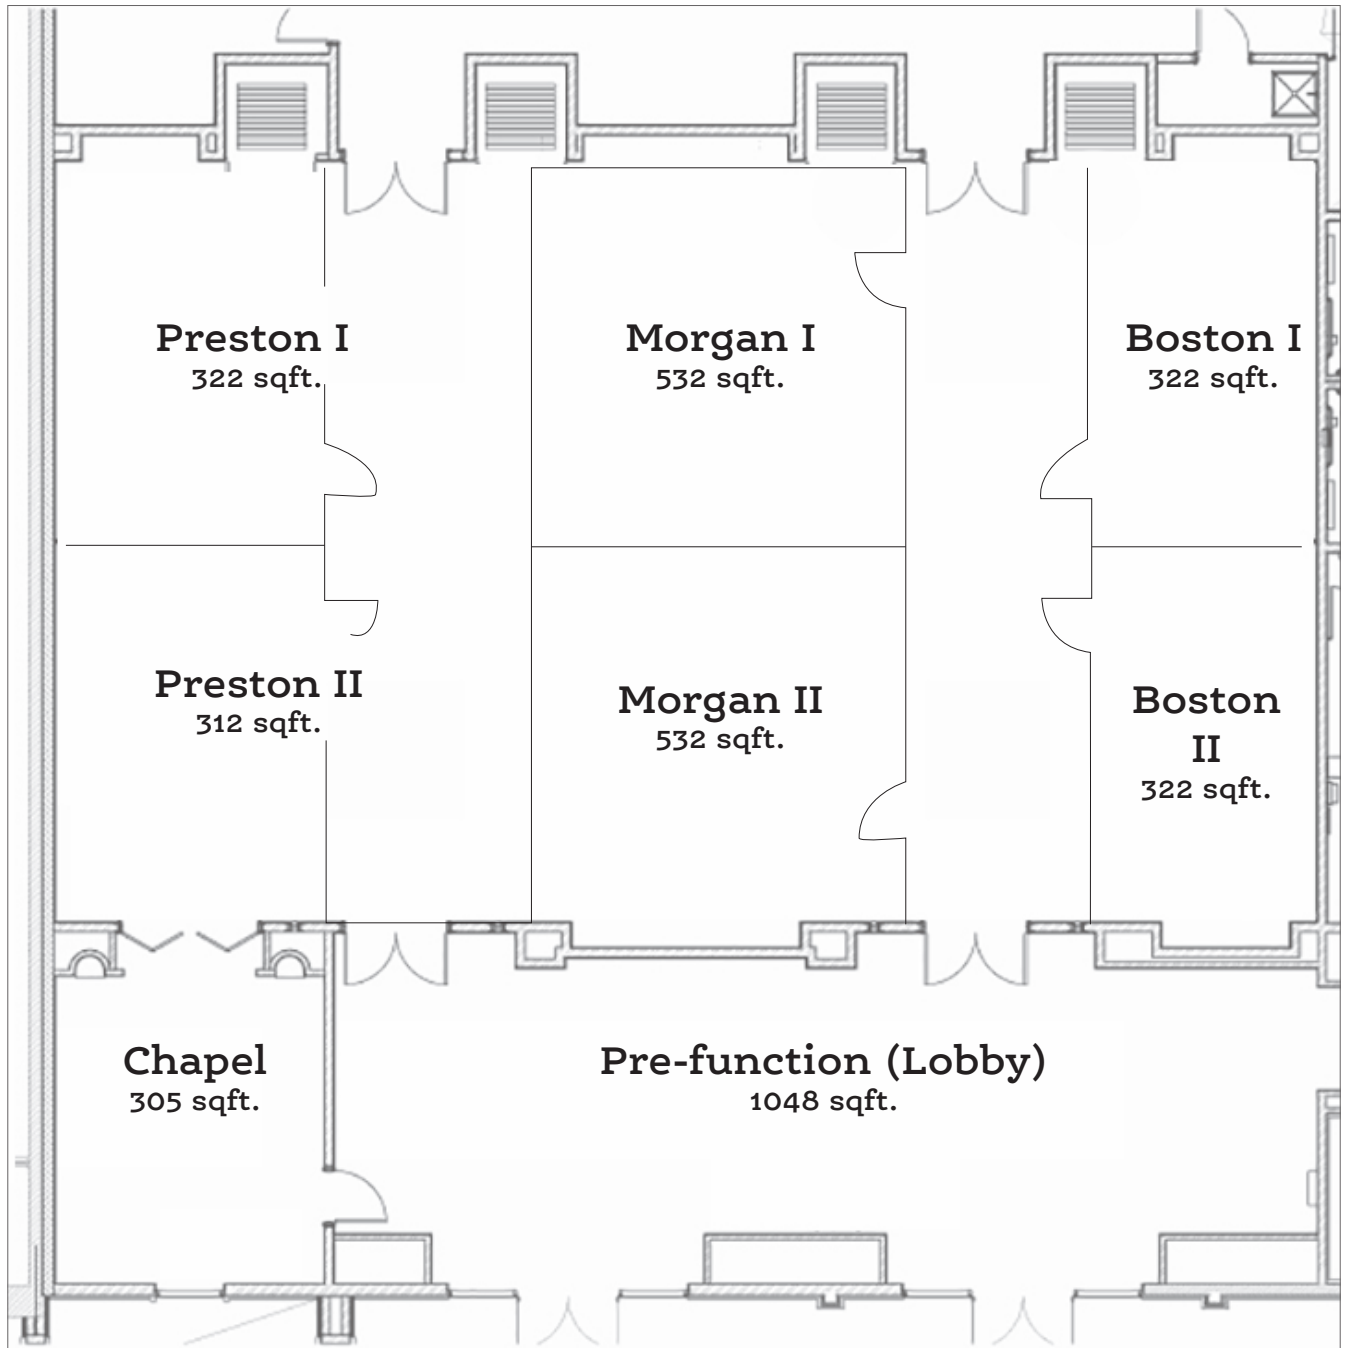 Preston I
322 sqft.
Morgan I
532 sqft.
Boston I
322 sqft.
Preston II
312 sqft.
Morgan II
532 sqft.
Boston
II
322 sqft.
Chapel
305 sqft.
Pre-function (Lobby)
1048 sqft.